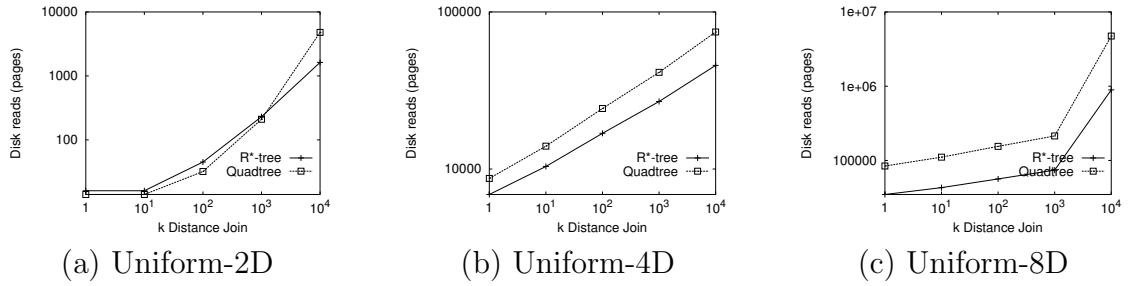 10000
1000
100
Disk reads (pages)
R*-tree
Quadtree
1 10^1 10^2 10^3 10^4
k Distance Join
(a) Uniform-2D
100000
10000
Disk reads (pages)
R*-tree
Quadtree
1 10^1 10^2 10^3 10^4
k Distance Join
(b) Uniform-4D
1e+07
1e+06
100000
Disk reads (pages)
R*-tree
Quadtree
1 10^1 10^2 10^3 10^4
k Distance Join
(c) Uniform-8D